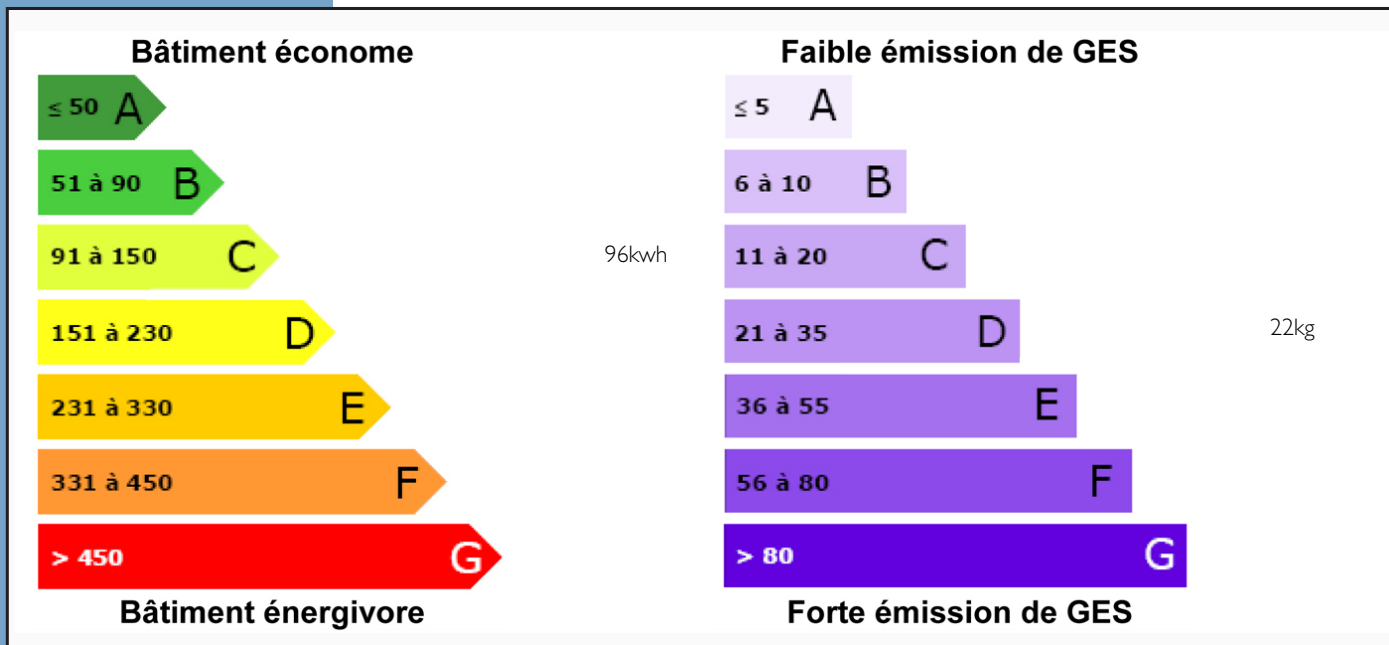 Bâtiment économe
≤ 50 A
51 à 90 B
91 à 150 C
96kwh
151 à 230 D
231 à 330 E
331 à 450 F
> 450 G
Bâtiment énergivore
Faible émission de GES
≤ 5 A
6 à 10 B
11 à 20 C
21 à 35 D
22kg
36 à 55 E
56 à 80 F
> 80 G
Forte émission de GES